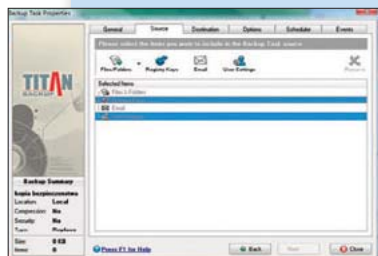 Backup Task Properties
General Source Destination Options Schedule Events
Please select the items you want to include in the Backup Task source
Files/Folders Registry Keys Email User Settings Remove
TITAN
BACKUP
Selected Items
Files & Folders
Email
Backup Summary
kopia bezpieczenstwa
Location: Local
Compression: No
Security: No
Type:
Size: 0 KB
Items: 0
Press F1 for Help
Back Next Close